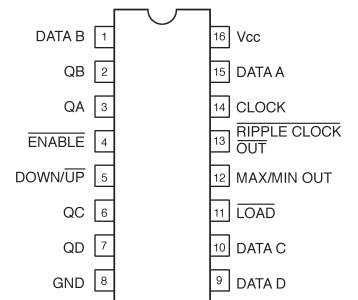 DATA B 1 16 Vcc
QB 2 15 DATA A
QA 3 14 CLOCK
ENABLE 4 13 RIPPLE CLOCK
OUT
DOWN/UP 5 12 MAX/MIN OUT
QC 6 11 LOAD
QD 7 10 DATA C
GND 8 9 DATA D